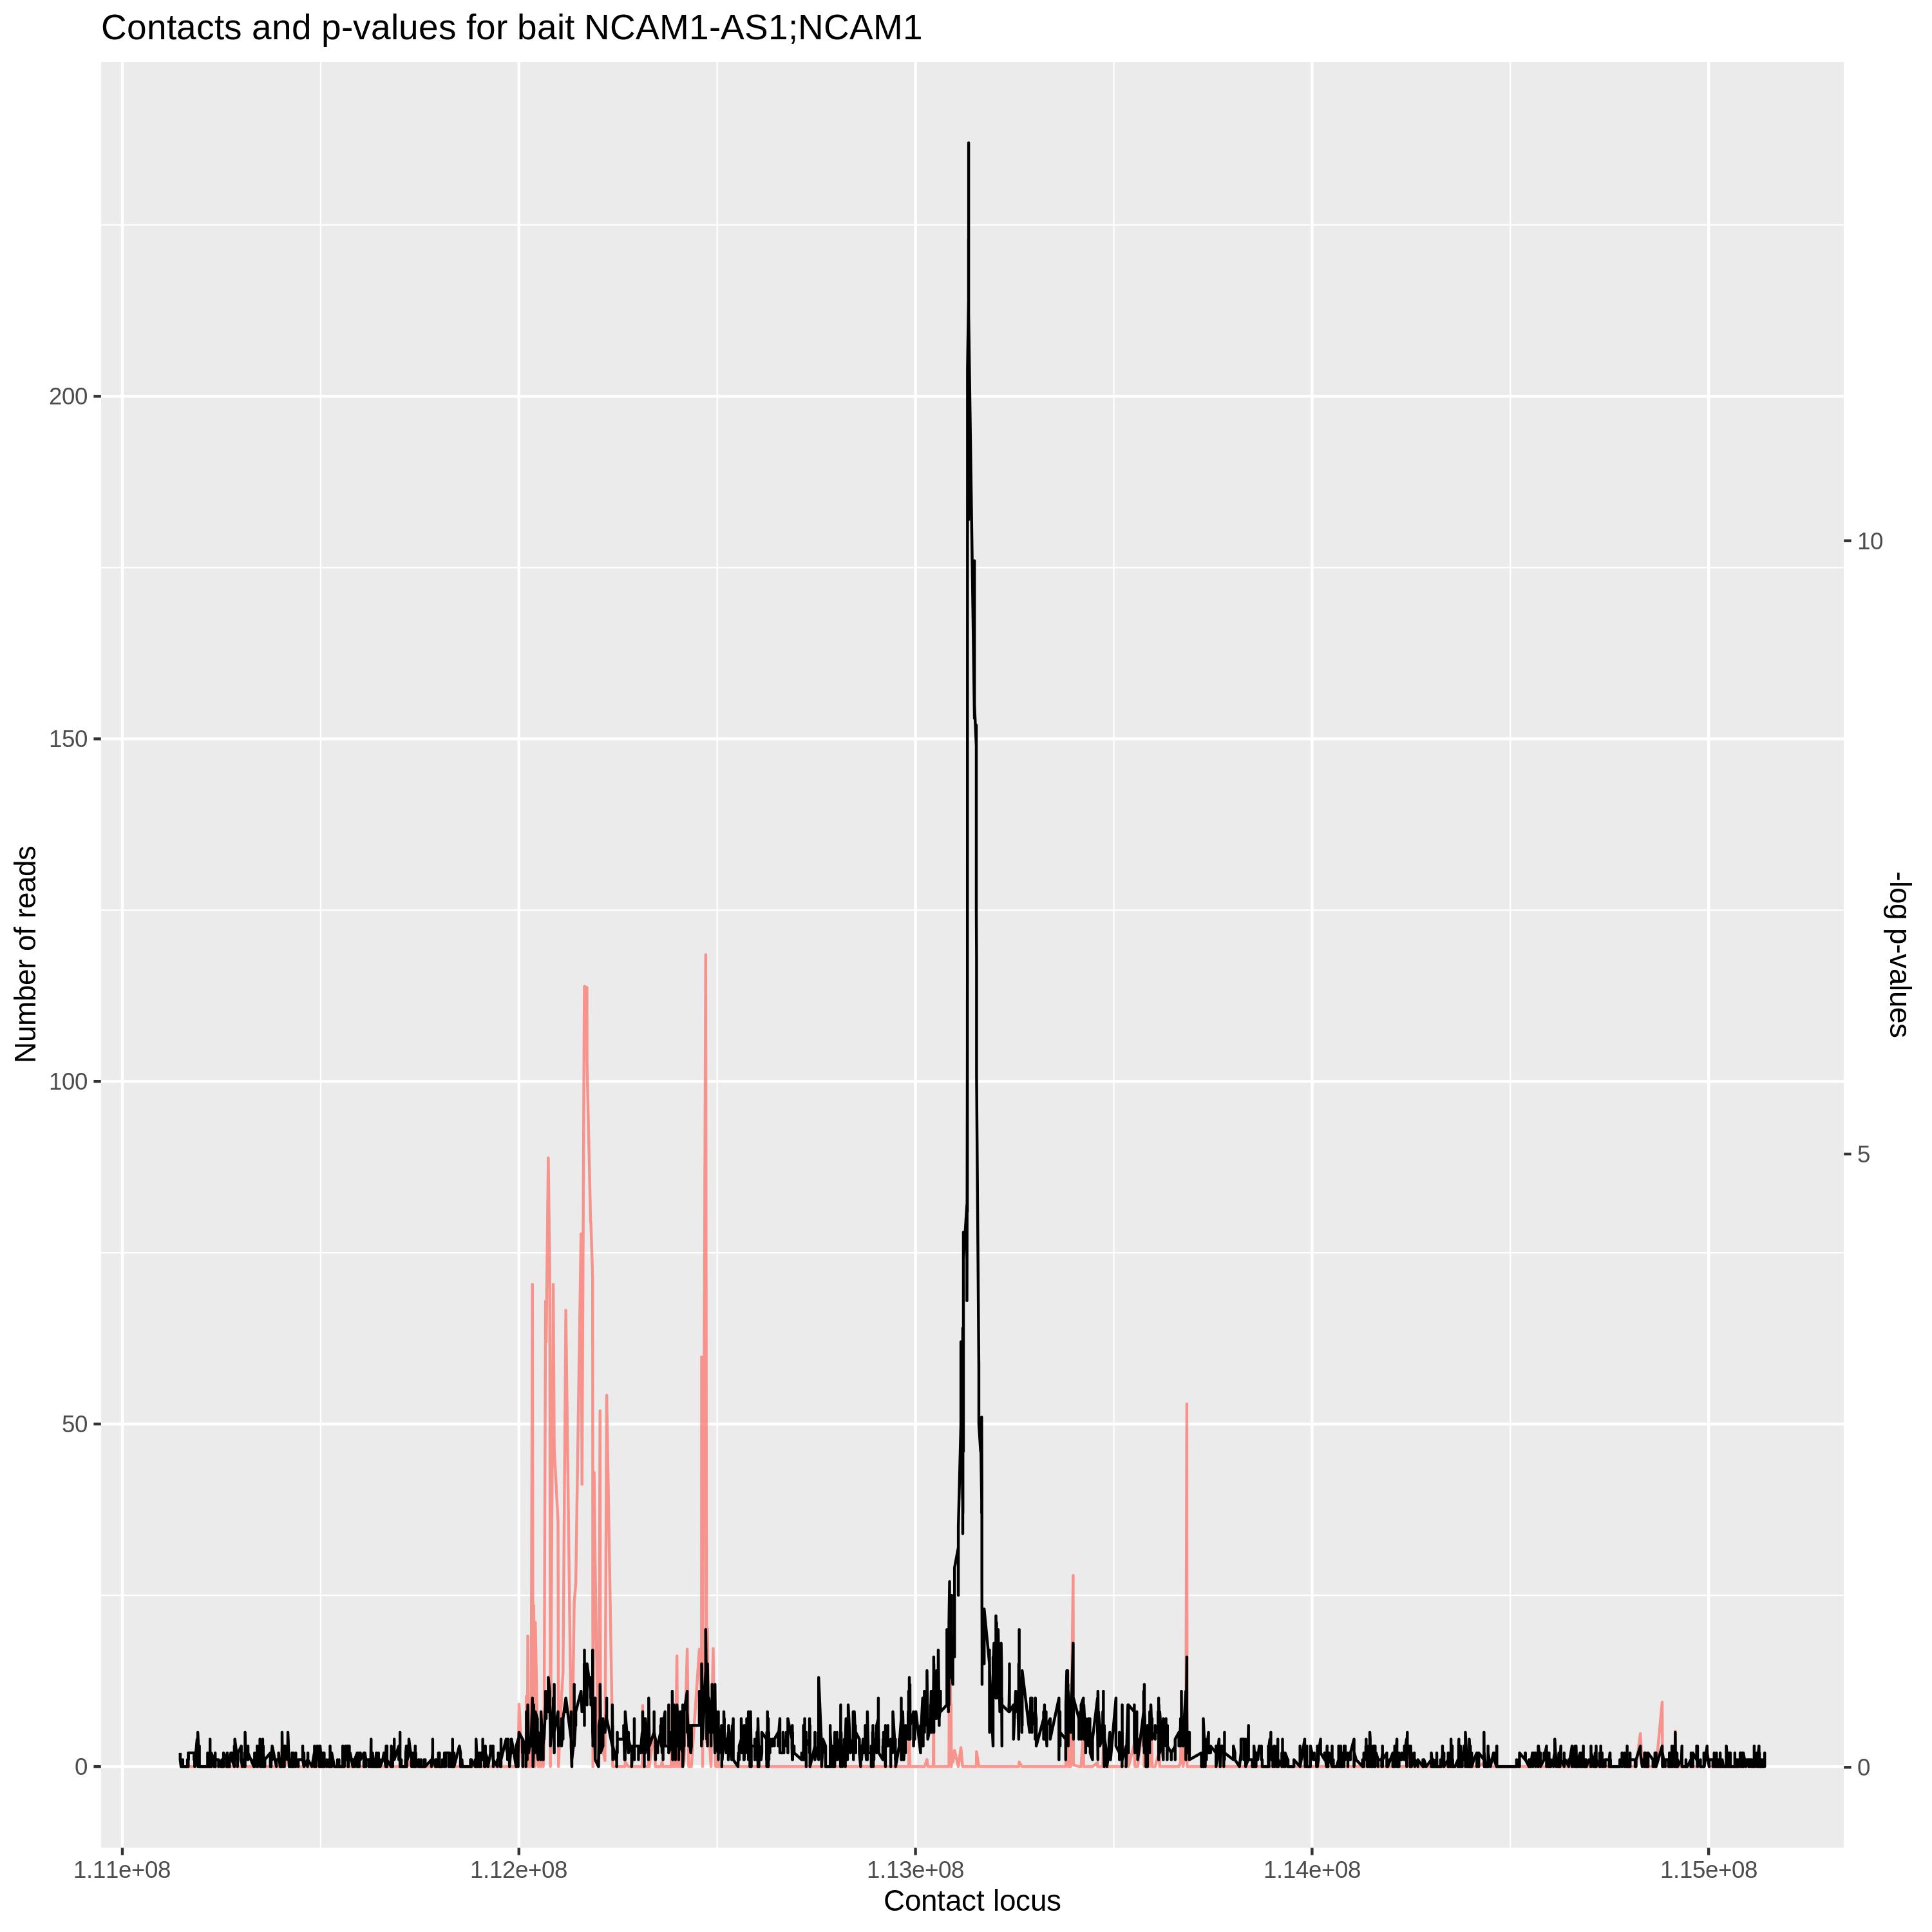 Contacts and p-values for bait NCAM1-AS1;NCAM1
200
150
100
50
0
Number of reads
10
5
0
-log p-values
1.11e+08
1.12e+08
1.13e+08
1.14e+08
1.15e+08
Contact locus